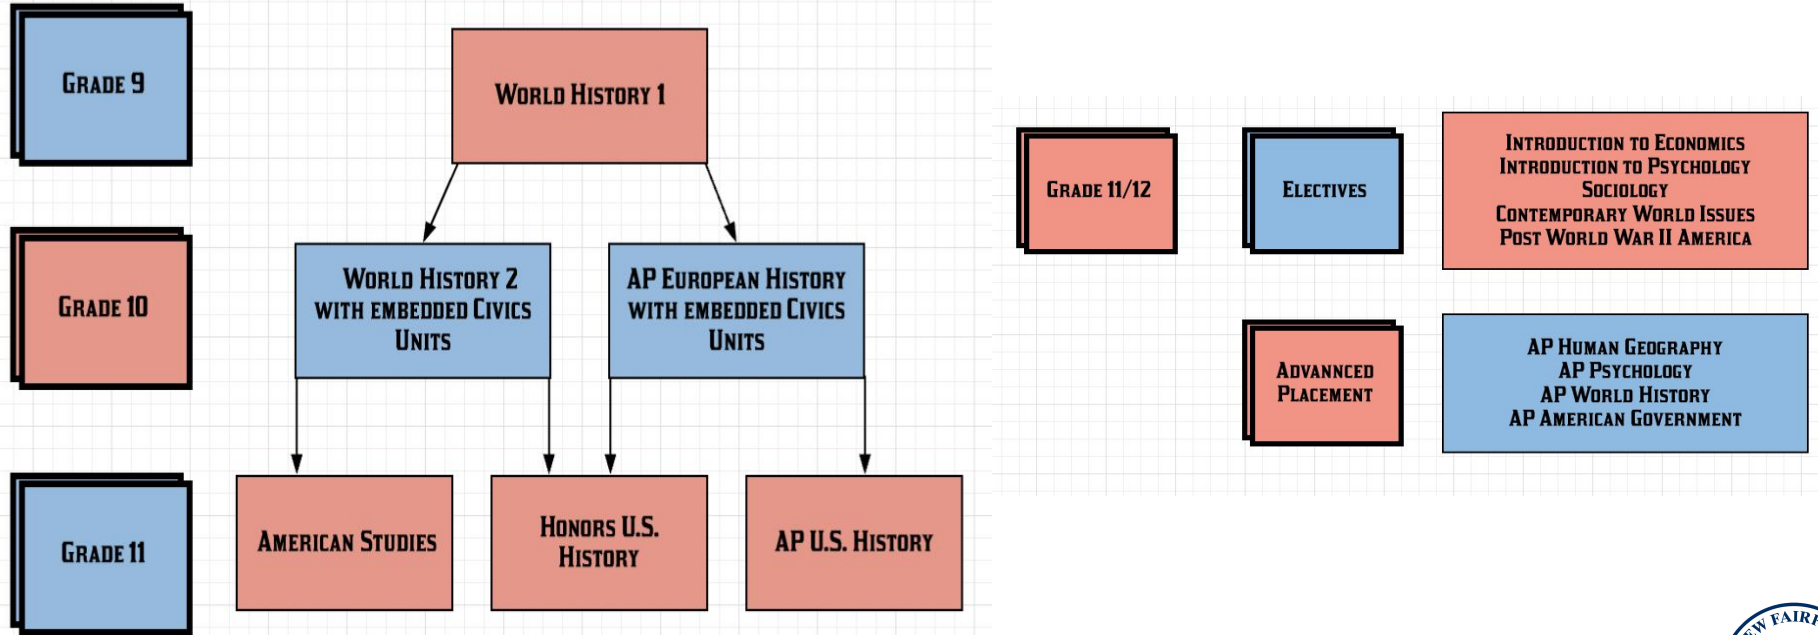 GRADE 9
WORLD HISTORY 1
GRADE 10
WORLD HISTORY 2
WITH EMBEDDED CIVICS
UNITS
AP EUROPEAN HISTORY
WITH EMBEDDED CIVICS
UNITS
GRADE 11
AMERICAN STUDIES
HONORS U.S.
HISTORY
AP U.S. HISTORY
GRADE 11/12
ELECTIVES
INTRODUCTION TO ECONOMICS
INTRODUCTION TO PSYCHOLOGY
SOCIOLOGY
CONTEMPORARY WORLD ISSUES
POST WORLD WAR II AMERICA
ADVANNCED
PLACEMENT
AP HUMAN GEOGRAPHY
AP PSYCHOLOGY
AP WORLD HISTORY
AP AMERICAN GOVERNMENT